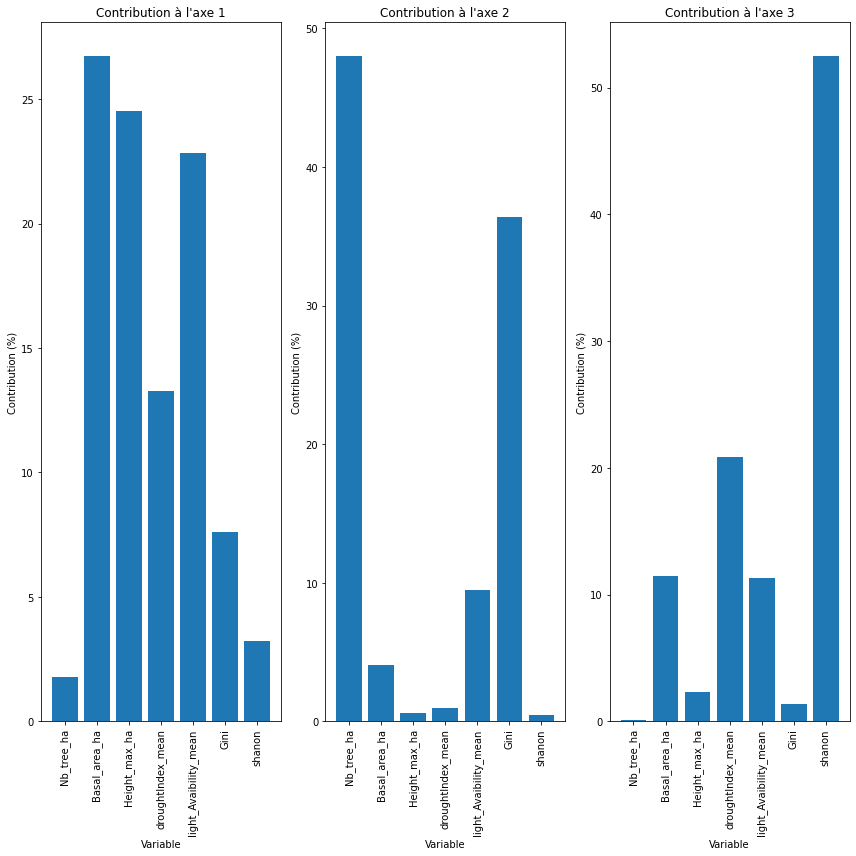 Contribution à l'axe 1
Contribution (%)
25
20
15
10
5
0
Nb_tree_ha
Basal_area_ha
Height_max_ha
droughtIndex_mean
light_Avaibility_mean
Gini
shanon
Variable
Contribution à l'axe 2
Contribution (%)
50
40
30
20
10
0
Nb_tree_ha
Basal_area_ha
Height_max_ha
droughtIndex_mean
light_Avaibility_mean
Gini
shanon
Variable
Contribution à l'axe 3
Contribution (%)
50
40
30
20
10
0
Nb_tree_ha
Basal_area_ha
Height_max_ha
droughtIndex_mean
light_Avaibility_mean
Gini
shanon
Variable